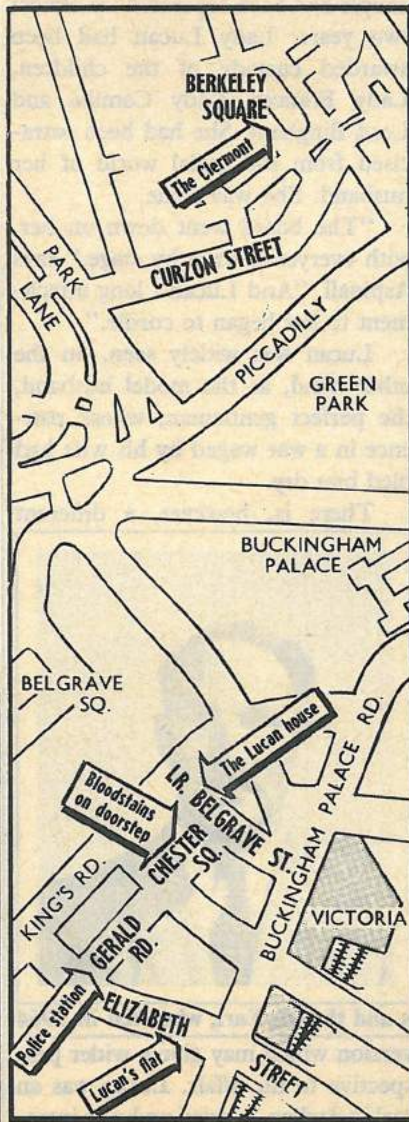 BERKELEY
SQUARE
The Clermont
PARK
LANE
CURZON STREET
PICCADILLY
GREEN
PARK
BUCKINGHAM
PALACE
BELGRAVE
SQ.
The Lucan house
Bloodstains
on doorstep
LR. BELGRAVE ST.
CHESTER
SQ.
BUCKINGHAM PALACE RD.
KING'S RD.
GERALD
RD.
VICTORIA
Police station
ELIZABETH
STREET
Lucan's flat